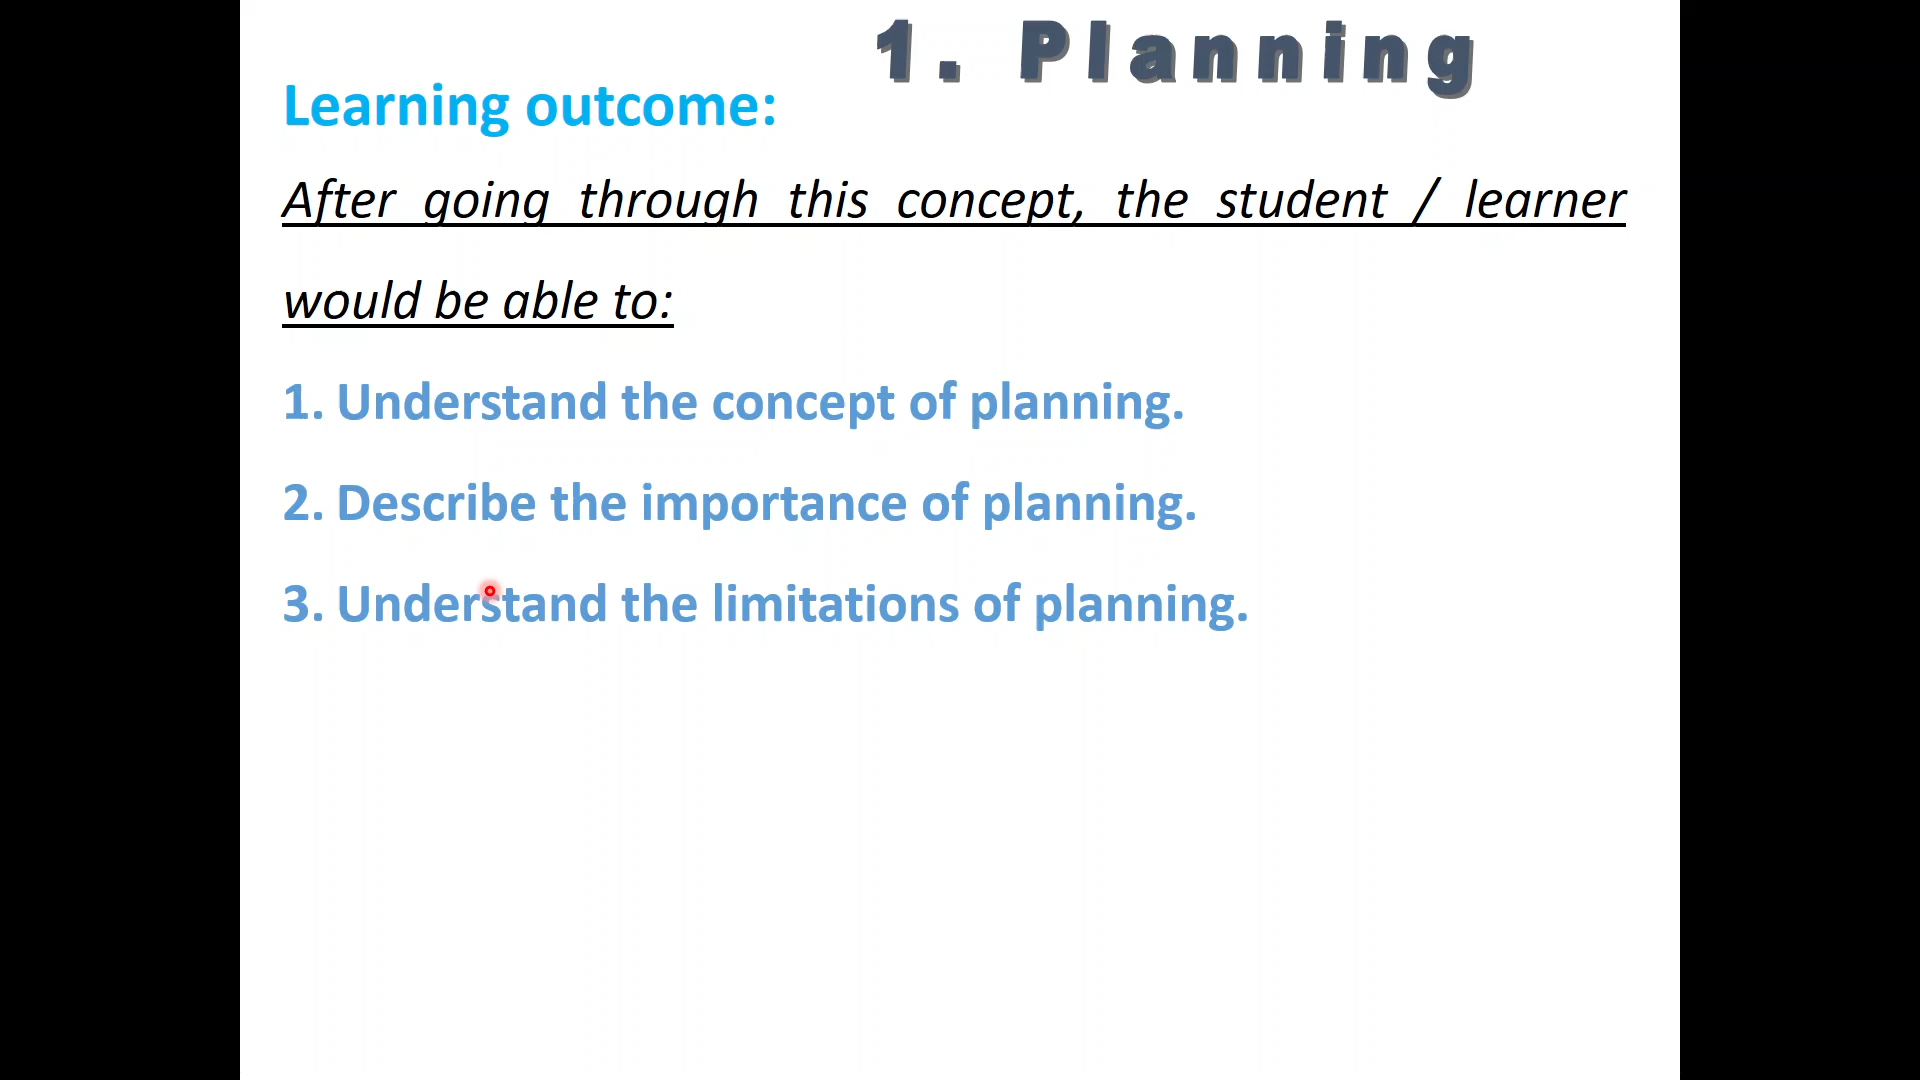 1. Planning
Learning outcome:
After going through this concept, the student / learner
would be able to:
1. Understand the concept of planning.
2. Describe the importance of planning.
3. Understand the limitations of planning.